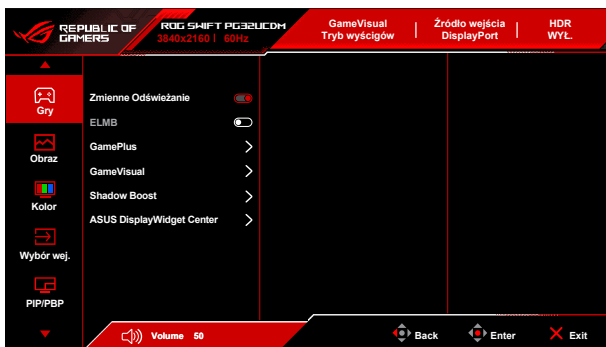 REPUBLIC OF
GAMERS
ROG SWIFT PG32UCDM
3840x2160 | 60Hz
GameVisual
Tryb wyścigów
Źródło wejścia
DisplayPort
HDR
WYŁ.
Gry
Obraz
Kolor
Wybór wej.
PIP/PBP
Zmienne Odświeżanie
ELMB
GamePlus
GameVisual
Shadow Boost
ASUS DisplayWidget Center
Volume 50
Back
Enter
Exit